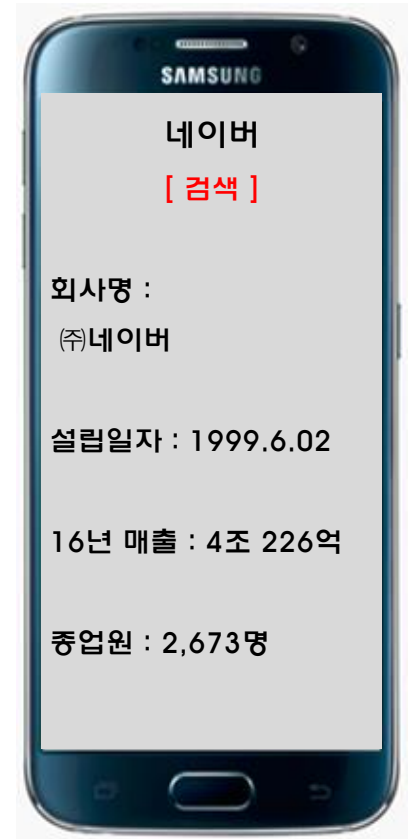 SAMSUNG
네이버
[ 검색 ]
회사명 :
㈜네이버
설립일자 : 1999.6.02
16년 매출 : 4조 226억
종업원 : 2,673명